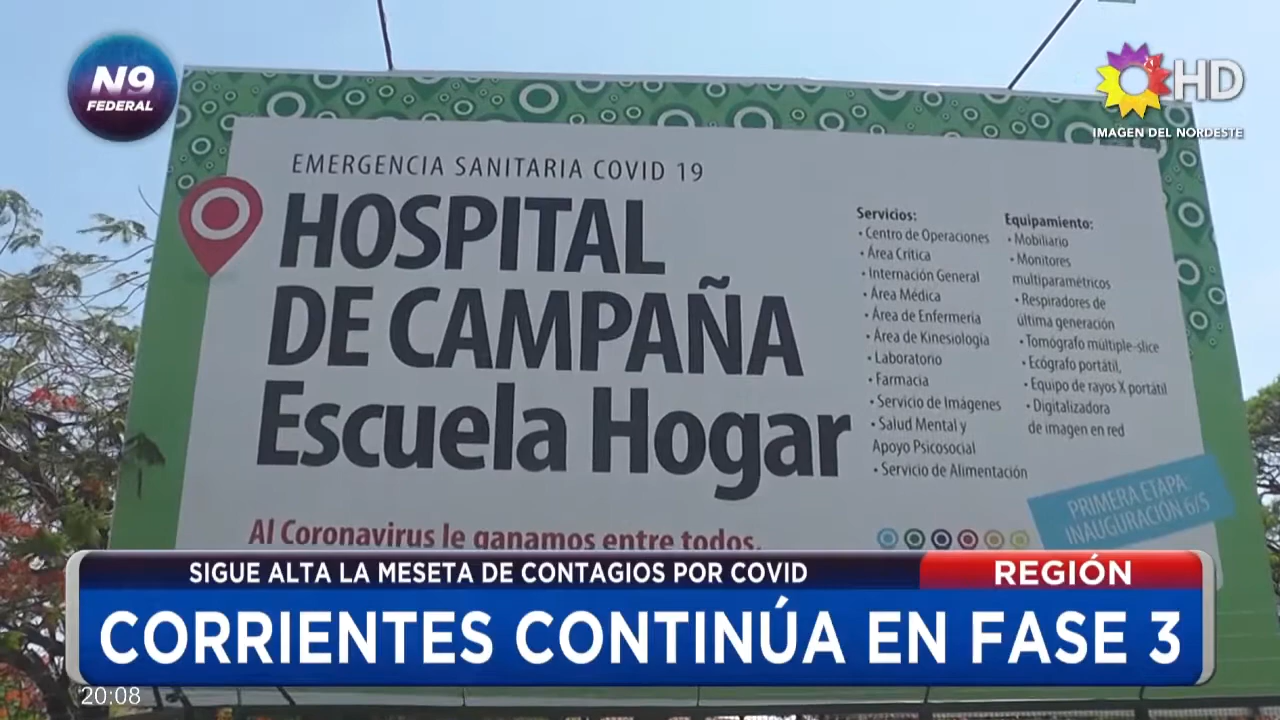 N9
FEDERAL
HD
IMAGEN DEL NORDESTE
EMERGENCIA SANITARIA COVID 19
HOSPITAL
DE CAMPAÑA
Escuela Hogar
Servicios:
• Centro de Operaciones
• Área Crítica
• Internación General
• Área Médica
• Área de Enfermería
• Área de Kinesiología
• Laboratorio
• Farmacia
• Servicio de Imágenes
• Salud Mental y
Apoyo Psicosocial
• Servicio de Alimentación
Equipamiento:
• Mobiliario
• Monitores
multiparamétricos
• Respiradores de
última generación
• Tomógrafo múltiple-slice
• Ecógrafo portátil,
• Equipo de rayos X portátil
• Digitalizadora
de imagen en red
PRIMERA ETAPA:
INAUGURACIÓN 6/5
Al Coronavirus le ganamos entre todos.
SIGUE ALTA LA MESETA DE CONTAGIOS POR COVID
REGIÓN
CORRIENTES CONTINÚA EN FASE 3
20:08